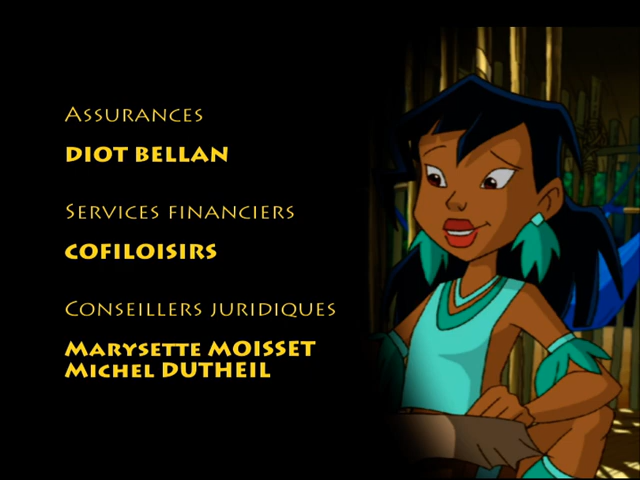 Assurances
DIOT BELLAN
Services financiers
COFILOISIRS
Conseillers juridiques
Marysette MOISSET
Michel DUTHEIL